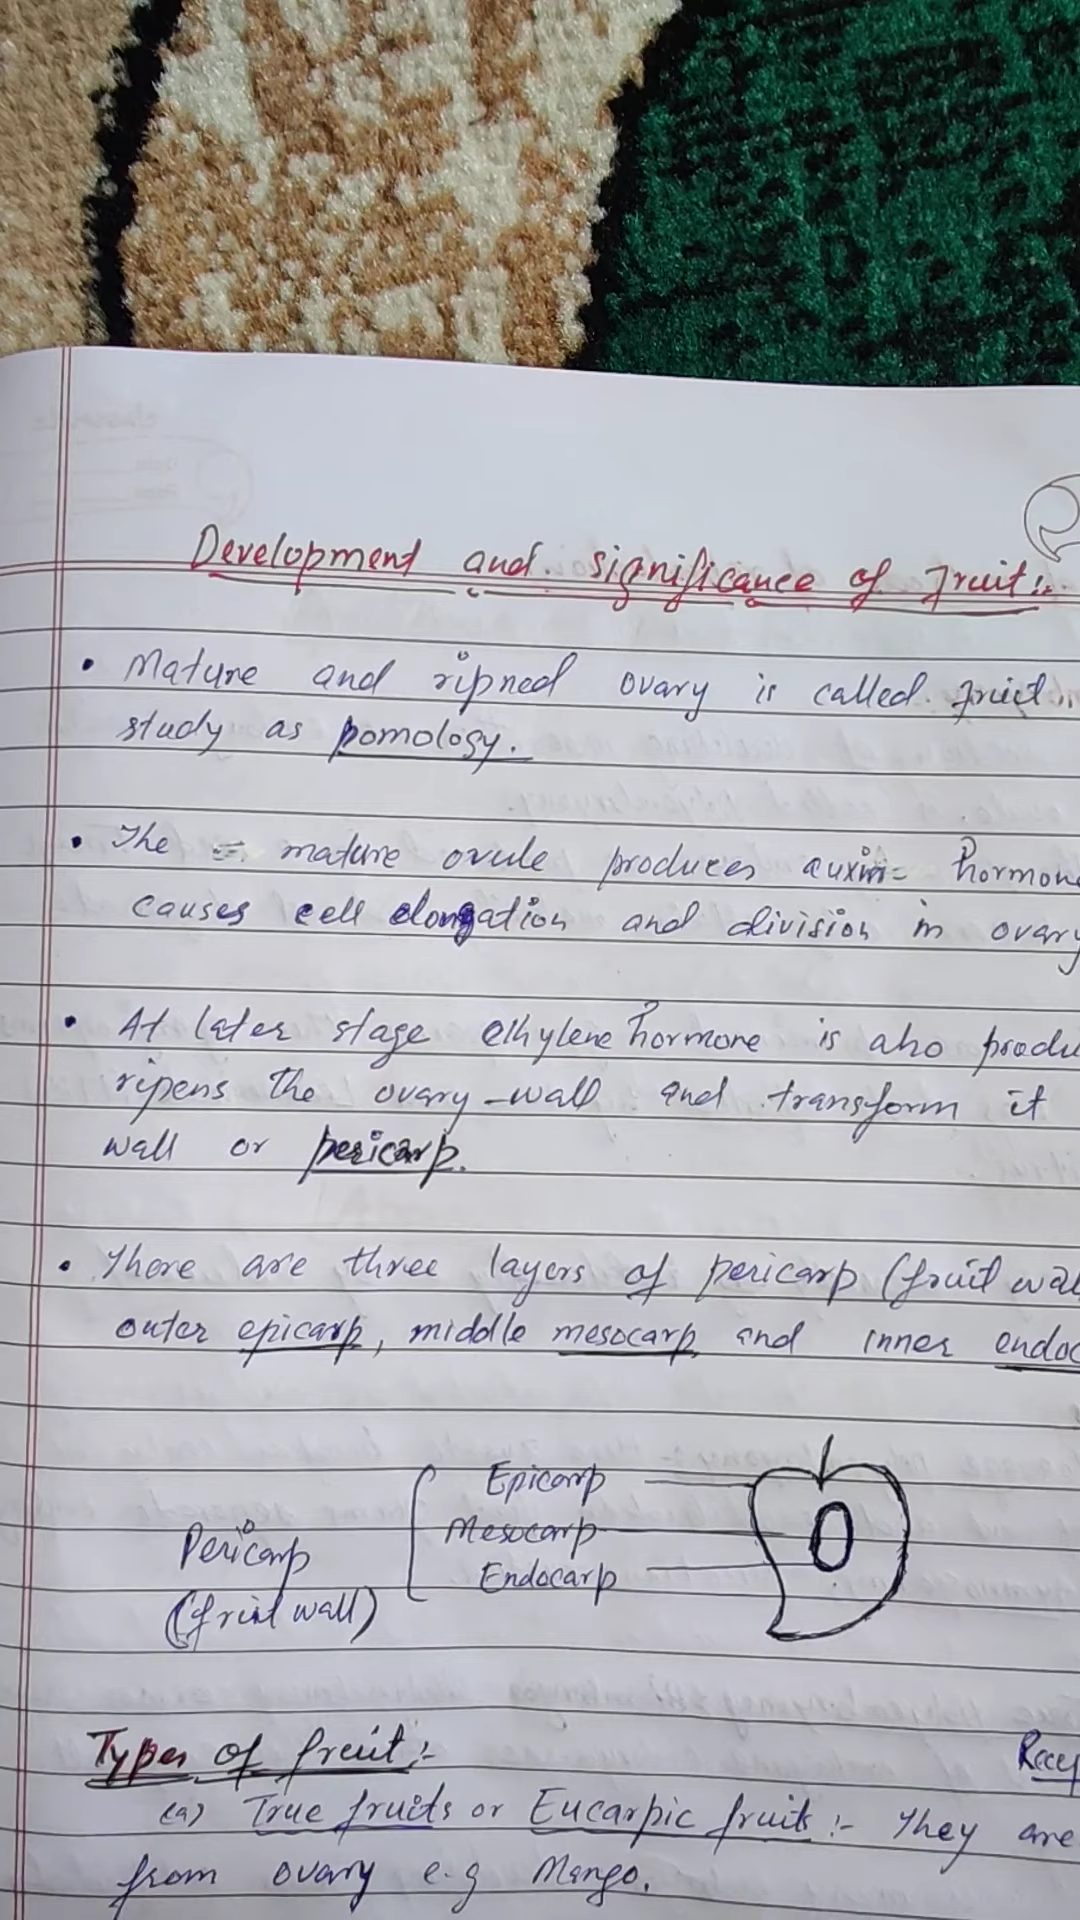 Development and significance of Fruit:-
• Mature and ripned ovary is called fruit.
study as pomology.
• The = mature ovule produces auxin- hormone
causes cell elongation and division in ovary
• At later stage ethylene hormone is also produ
ripens the ovary-wall and transform it
wall or pericarp.
• There are three layers of pericarp (fruit wal
outer epicarp, middle mesocarp and inner endoc
Epicarp
Mesocarp
Pericarp
Endocarp
(fruit wall)
Types of fruit:-
Recep
(a) True fruits or Eucarpic fruit :- They are
from ovary e.g Mango.